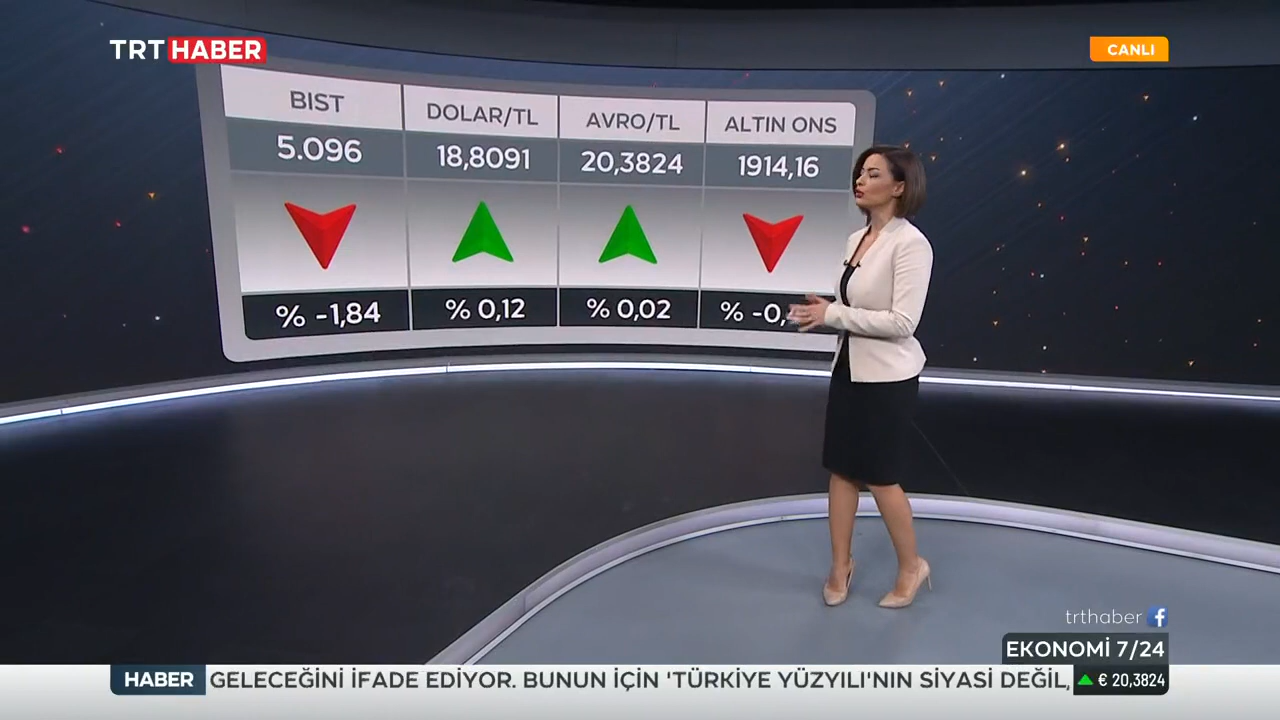 TRT HABER
CANLI
BIST
DOLAR/TL
AVRO/TL
ALTIN ONS
5.096
18,8091
20,3824
1914,16
% -1,84
% 0,12
% 0,02
% -0,
trthaber
EKONOMİ 7/24
HABER
GELECEĞİNİ İFADE EDİYOR. BUNUN İÇİN 'TÜRKİYE YÜZYILI'NIN SİYASİ DEĞİL,
€ 20,3824